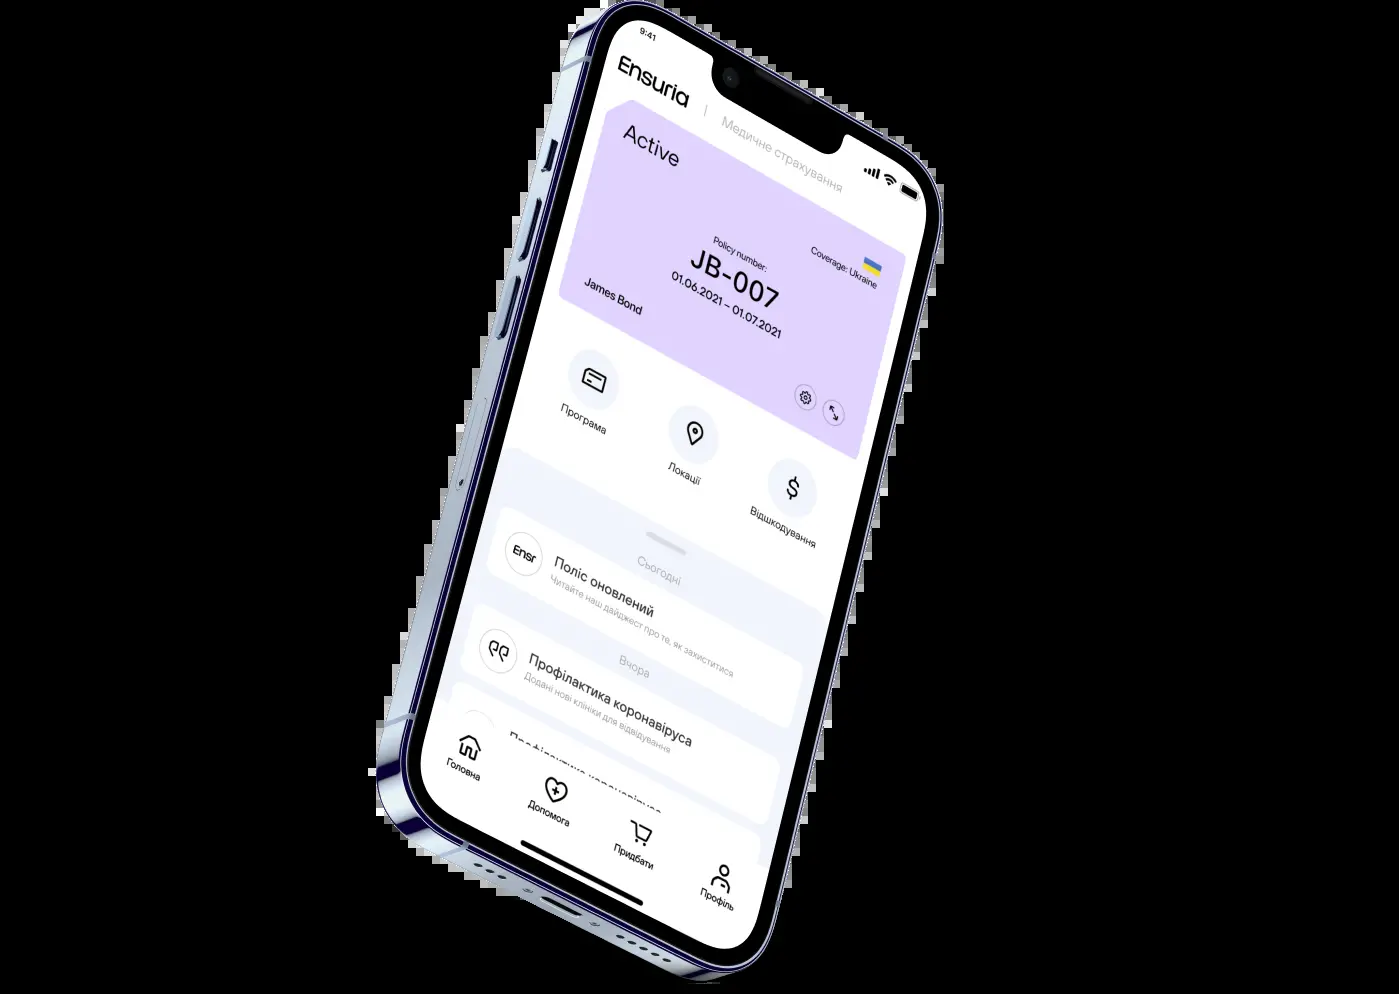 9:41
Ensuria | Медичне страхування
Active
Coverage: Ukraine
Policy number:
JB-007
01.06.2021 – 01.07.2021
James Bond
Програма
Локації
Відшкодування
Сьогодні
Ensr
Поліс оновлений
Читайте наш дайджест про те, як захиститися
Вчора
Профілактика коронавіруса
Додані нові клініки для відвідування
Головна
Допомога
Придбати
Профіль